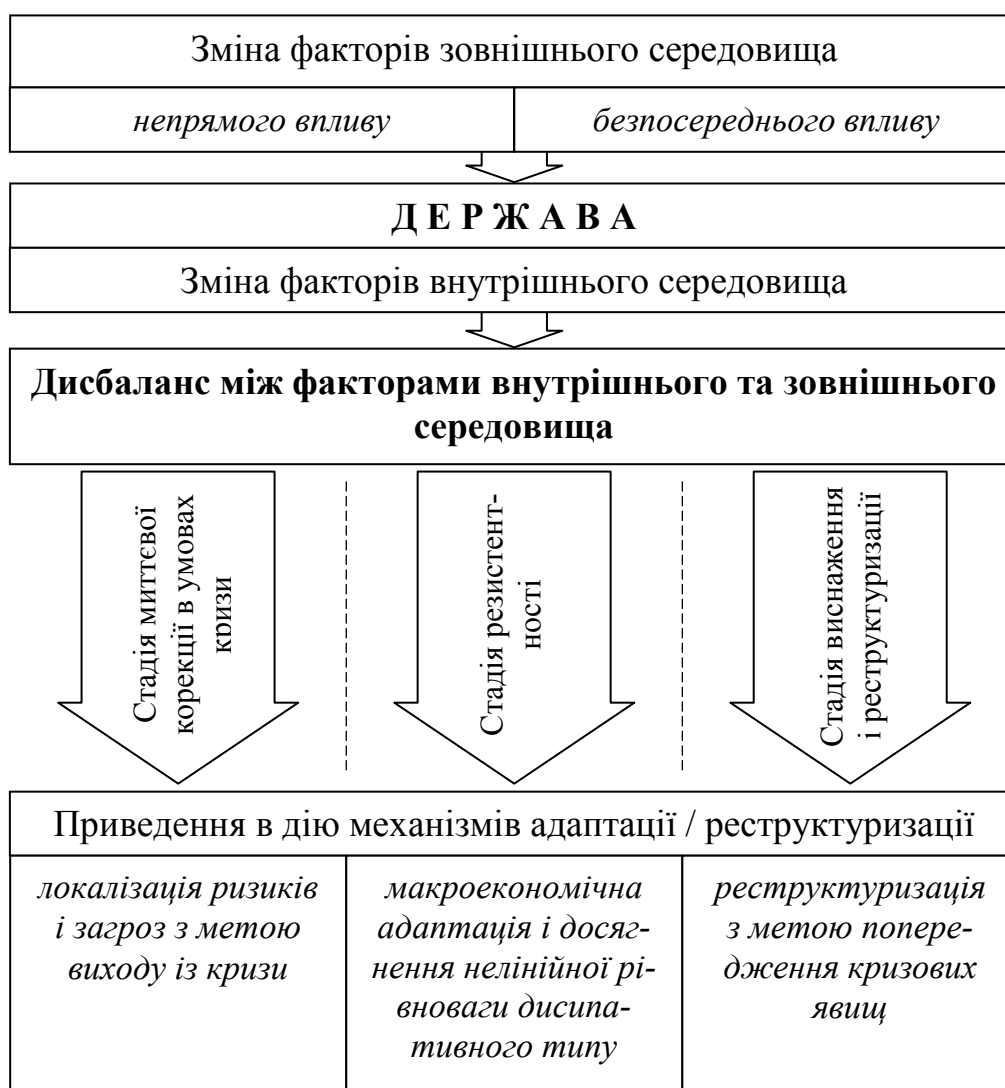 Зміна факторів зовнішнього середовища
непрямого впливу
безпосереднього впливу
Д Е Р Ж А В А
Зміна факторів внутрішнього середовища
Дисбаланс між факторами внутрішнього та зовнішнього
середовища
Стадія миттєвої
корекції в умовах
кризи
Стадія резистент-
ності
Стадія виснаження
і реструктуризації
Приведення в дію механізмів адаптації / реструктуризації
локалізація ризиків
і загроз з метою
виходу із кризи
макроекономічна
адаптація і досяг-
нення нелінійної рі-
вноваги дисипа-
тивного типу
реструктуризація
з метою попере-
дження кризових
явищ